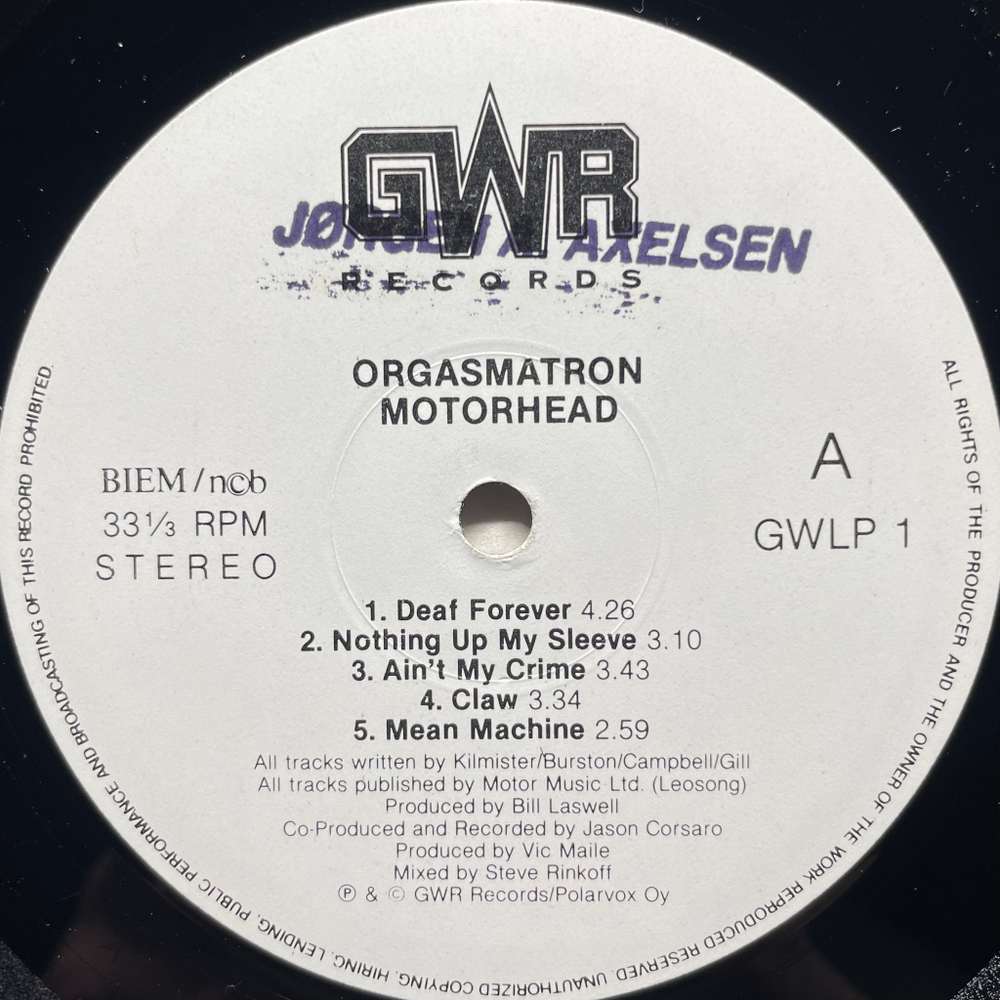 GWR
JØRGEN A. AXELSEN
RECORDS
ORGASMATRON
MOTORHEAD
A
GWLP 1
BIEM/n©b
33⅓ RPM
STEREO
1. Deaf Forever 4.26
2. Nothing Up My Sleeve 3.10
3. Ain't My Crime 3.43
4. Claw 3.34
5. Mean Machine 2.59
All tracks written by Kilmister/Burston/Campbell/Gill
All tracks published by Motor Music Ltd. (Leosong)
Produced by Bill Laswell
Co-Produced and Recorded by Jason Corsaro
Produced by Vic Maile
Mixed by Steve Rinkoff
℗ & © GWR Records/Polarvox Oy
ALL RIGHTS OF THE PRODUCER AND THE OWNER OF THE WORK REPRODUCED RESERVED. UNAUTHORIZED COPYING, HIRING, LENDING, PUBLIC PERFORMANCE AND BROADCASTING OF THIS RECORD PROHIBITED.